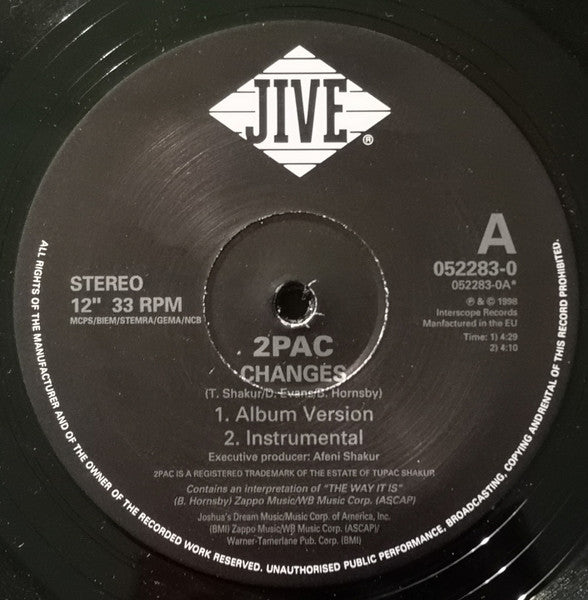 JIVE
®
A
052283-0
052283-0A*
℗ & © 1998
Interscope Records
Manfactured in the EU
Time: 1) 4:29
2) 4:10
STEREO
12" 33 RPM
MCPS/BIEM/STEMRA/GEMA/NCB
2PAC
CHANGES
(T. Shakur/D. Evans/B. Hornsby)
1. Album Version
2. Instrumental
Executive producer: Afeni Shakur
2PAC IS A REGISTERED TRADEMARK OF THE ESTATE OF TUPAC SHAKUR
Contains an interpretation of "THE WAY IT IS"
(B. Hornsby) Zappo Music/WB Music Corp. (ASCAP)
Joshua's Dream Music/Music Corp. of America, Inc.
(BMI) Zappo Music/WB Music Corp. (ASCAP)/
Warner-Tamerlane Pub. Corp. (BMI)
ALL RIGHTS OF THE MANUFACTURER AND OF THE OWNER OF THE RECORDED WORK RESERVED. UNAUTHORISED PUBLIC PERFORMANCE, BROADCASTING, COPYING AND RENTAL OF THIS RECORD PROHIBITED.